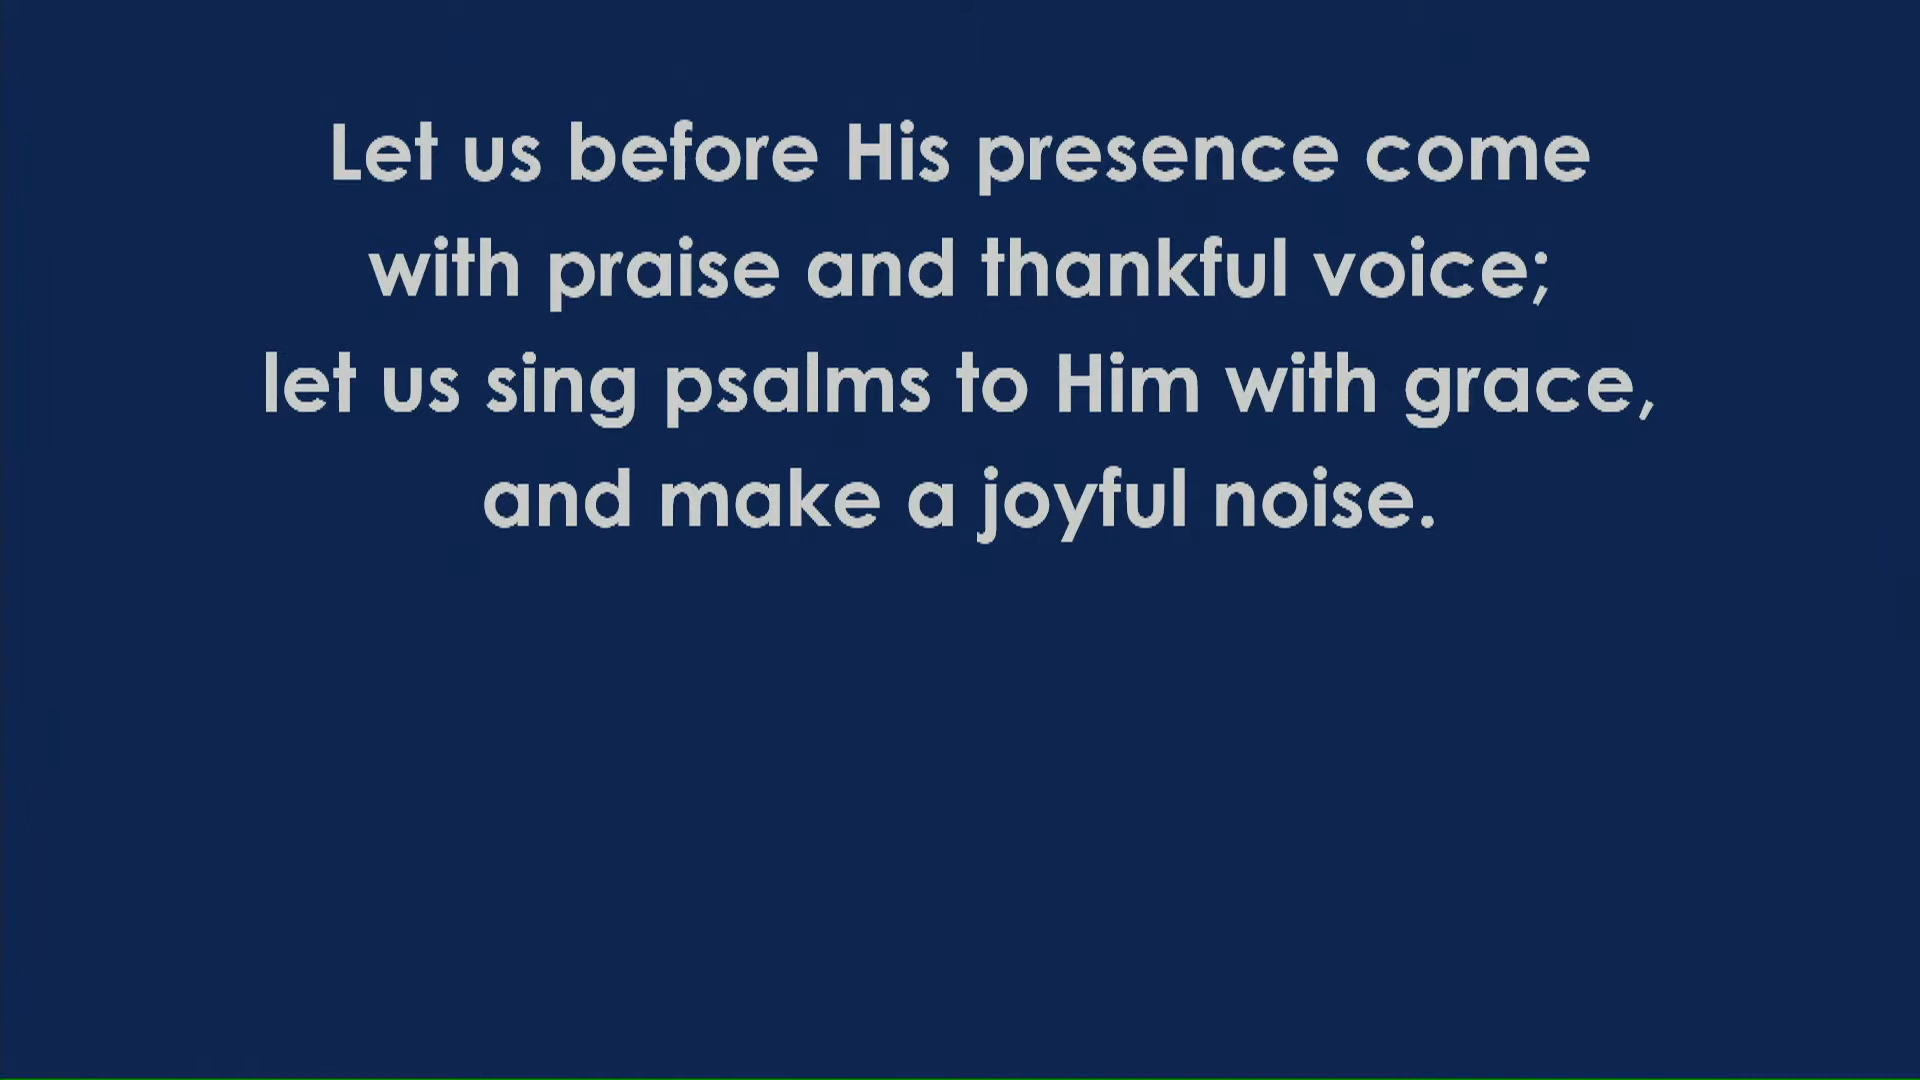 Let us before His presence come
with praise and thankful voice;
let us sing psalms to Him with grace,
and make a joyful noise.